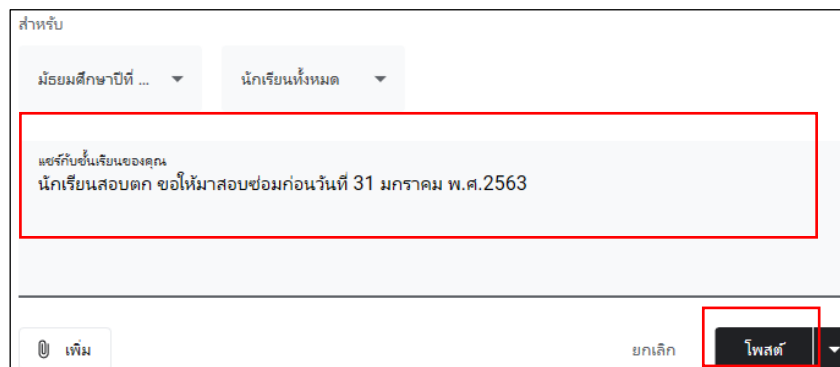 สำหรับ
มัธยมศึกษาปีที่ ... นักเรียนทั้งหมด
แชร์กับชั้นเรียนของคุณ
นักเรียนสอบตก ขอให้มาสอบซ่อมก่อนวันที่ 31 มกราคม พ.ศ.2563
เพิ่ม ยกเลิก โพสต์